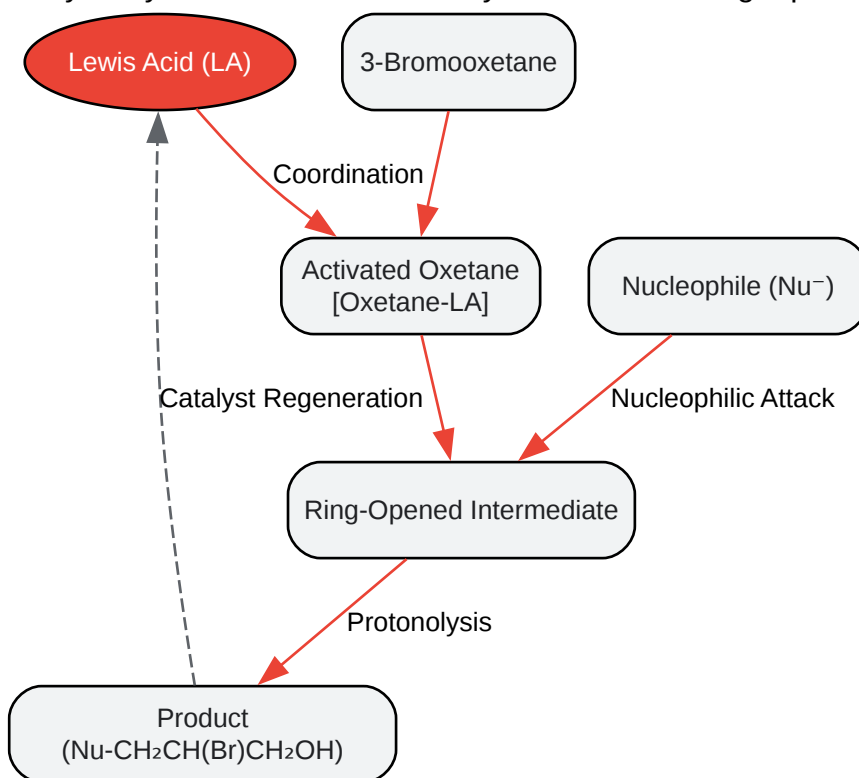 Lewis Acid (LA)
3-Bromooxetane
Coordination
Activated Oxetane
[Oxetane-LA]
Nucleophile (Nu⁻)
Catalyst Regeneration
Nucleophilic Attack
Ring-Opened Intermediate
Protonolysis
Product
(Nu-CH₂CH(Br)CH₂OH)